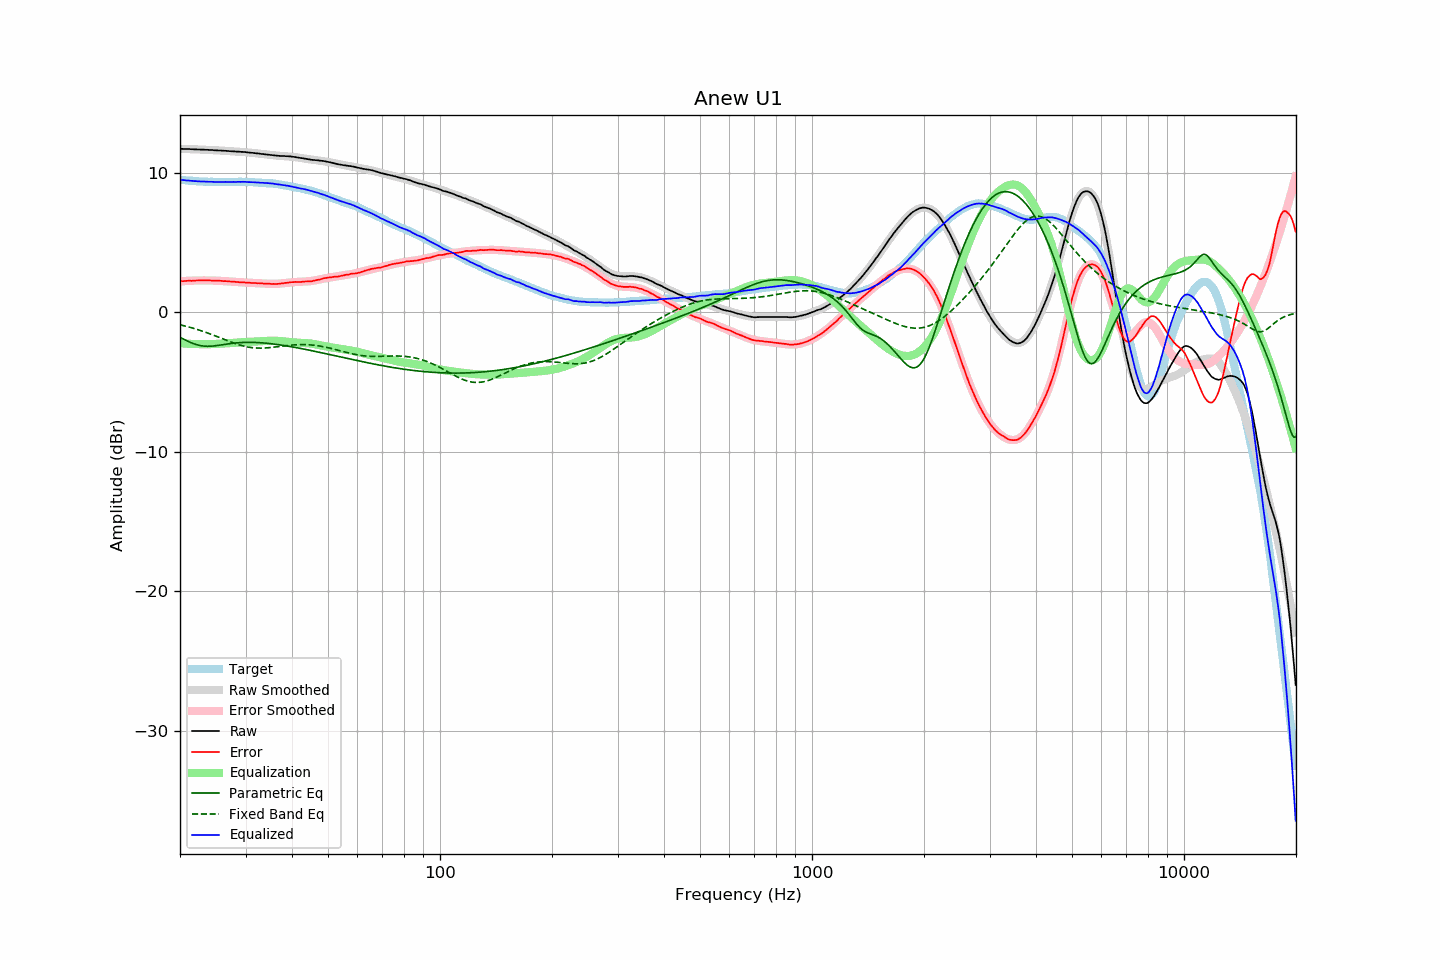 Anew U1
10
0
−10
−20
−30
Amplitude (dBr)
Target
Raw Smoothed
Error Smoothed
Raw
Error
Equalization
Parametric Eq
Fixed Band Eq
Equalized
100
1000
10000
Frequency (Hz)